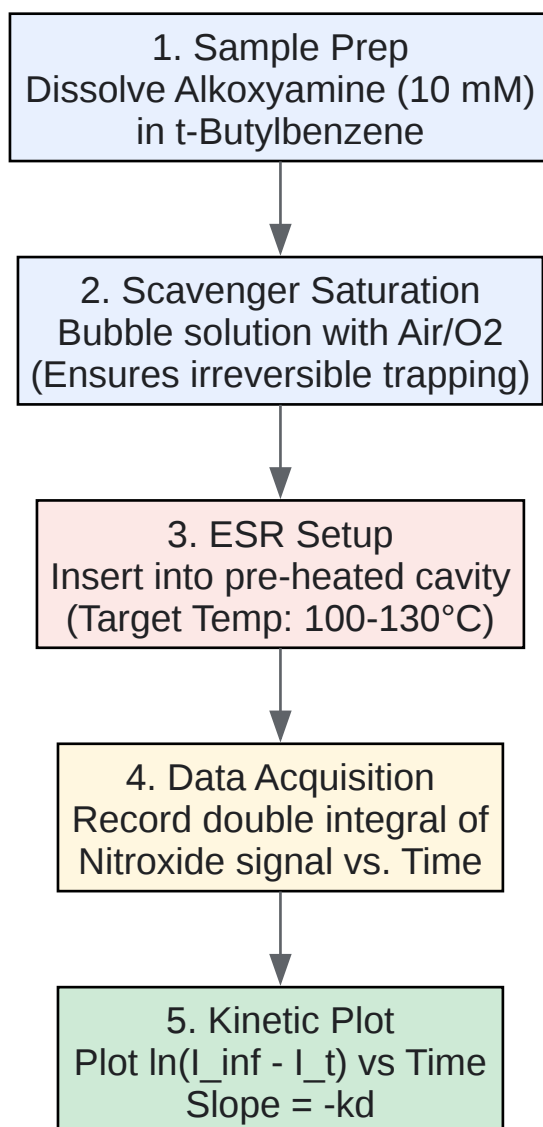 1. Sample Prep
Dissolve Alkoxyamine (10 mM)
in t-Butylbenzene
2. Scavenger Saturation
Bubble solution with Air/O2
(Ensures irreversible trapping)
3. ESR Setup
Insert into pre-heated cavity
(Target Temp: 100-130°C)
4. Data Acquisition
Record double integral of
Nitroxide signal vs. Time
5. Kinetic Plot
Plot ln(I_inf - I_t) vs Time
Slope = -kd